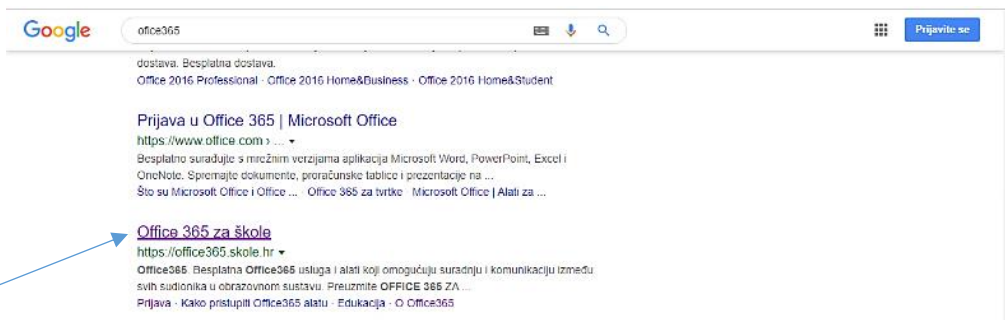 Google
ofice365
Prijavite se
dostava. Besplatna dostava.
Office 2016 Professional · Office 2016 Home&Business · Office 2016 Home&Student
Prijava u Office 365 | Microsoft Office
https://www.office.com › ...
Besplatno surađujte s mrežnim verzijama aplikacija Microsoft Word, PowerPoint, Excel i
OneNote. Spremajte dokumente, proračunske tablice i prezentacije na ...
Što su Microsoft Office i Office ... · Office 365 za tvrtke · Microsoft Office | Alati za ...
Office 365 za škole
https://office365.skole.hr
Office365. Besplatna Office365 usluga i alati koji omogućuju suradnju i komunikaciju između
svih sudionika u obrazovnom sustavu. Preuzmite OFFICE 365 ZA ...
Prijava · Kako pristupiti Office365 alatu · Edukacija · O Office365